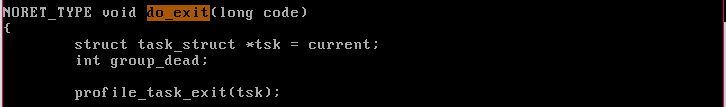 NORET_TYPE void do_exit(long code)
{
        struct task_struct *tsk = current;
        int group_dead;

        profile_task_exit(tsk);